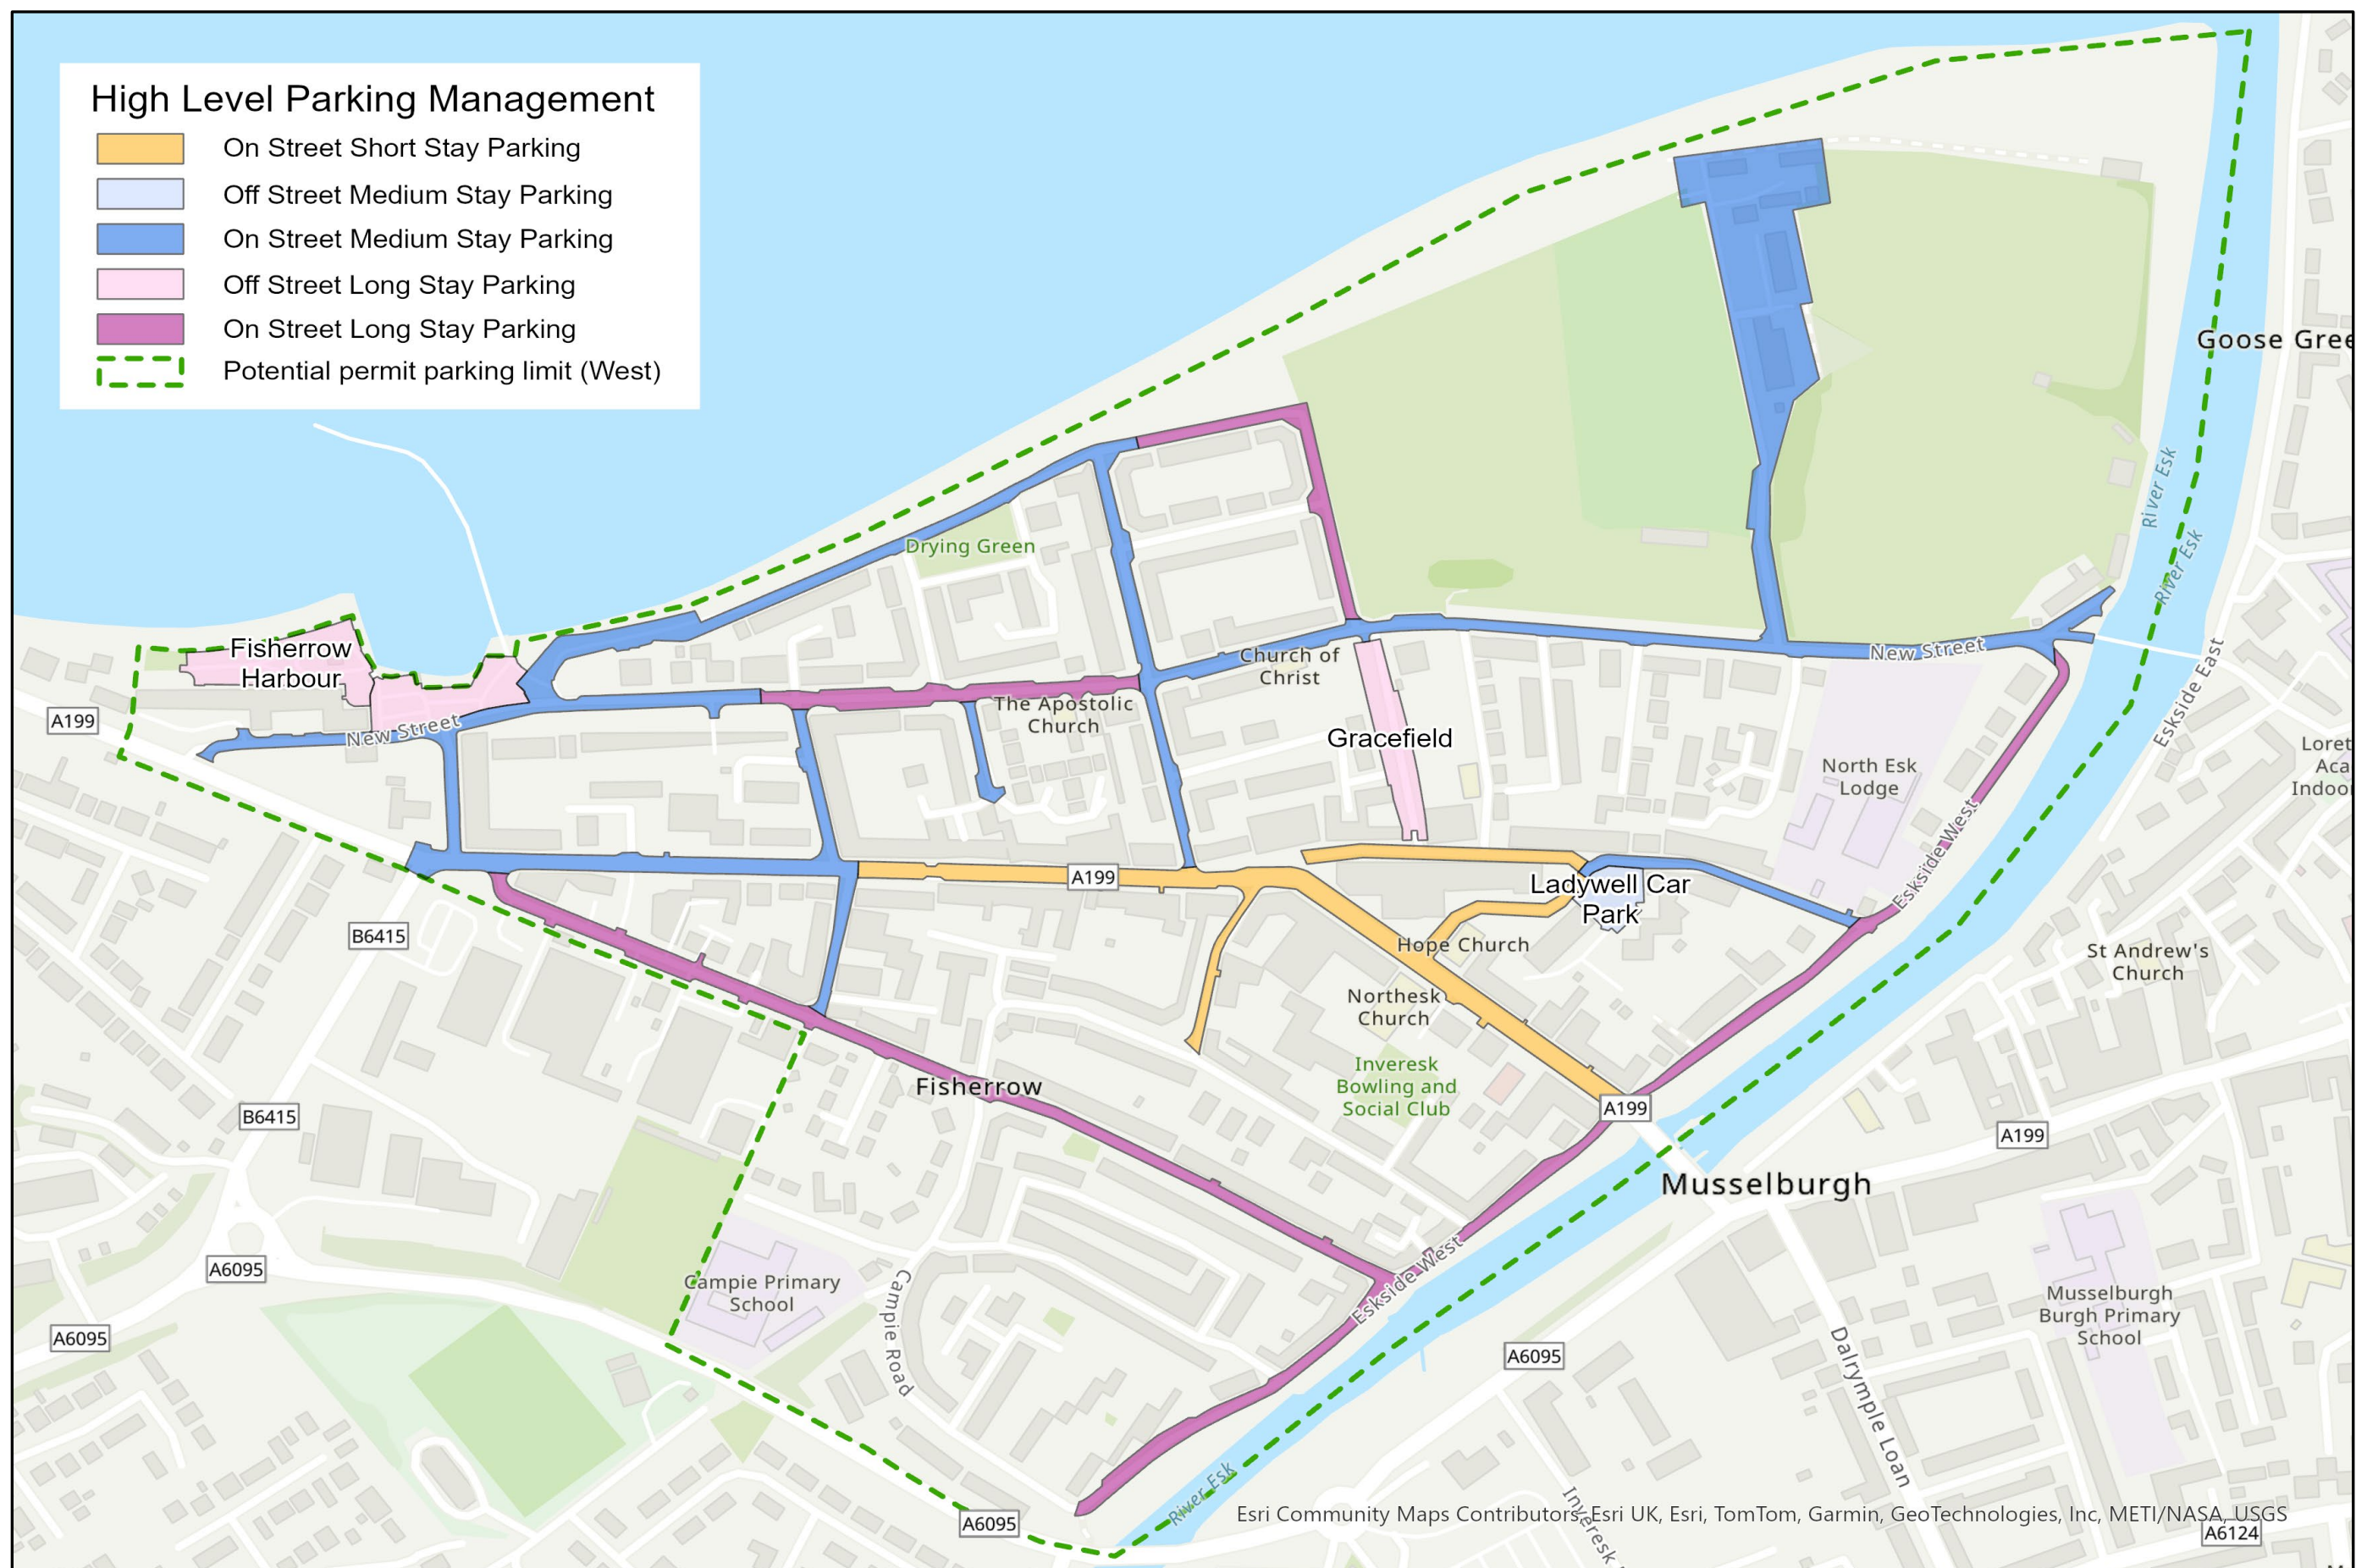 High Level Parking Management
On Street Short Stay Parking
Off Street Medium Stay Parking
On Street Medium Stay Parking
Off Street Long Stay Parking
On Street Long Stay Parking
Potential permit parking limit (West)
Goose Gree
River Esk
River Esk
Drying Green
Fisherrow
Harbour
A199
New Street
Church of
Christ
The Apostolic
Church
New Street
Eskside East
Gracefield
North Esk
Lodge
Loret
Aca
Indoor
Eskside West
A199
Ladywell Car
Park
B6415
Hope Church
St Andrew's
Church
Northesk
Church
Fisherrow
Inveresk
Bowling and
Social Club
B6415
A199
A199
Musselburgh
A6095
Campie Primary
School
Campie Road
Eskside West
Musselburgh
Burgh Primary
School
A6095
A6095
Dalrymple Loan
River Esk
A6095
Inveresk
Esri Community Maps Contributors, Esri UK, Esri, TomTom, Garmin, GeoTechnologies, Inc, METI/NASA, USGS
A6124